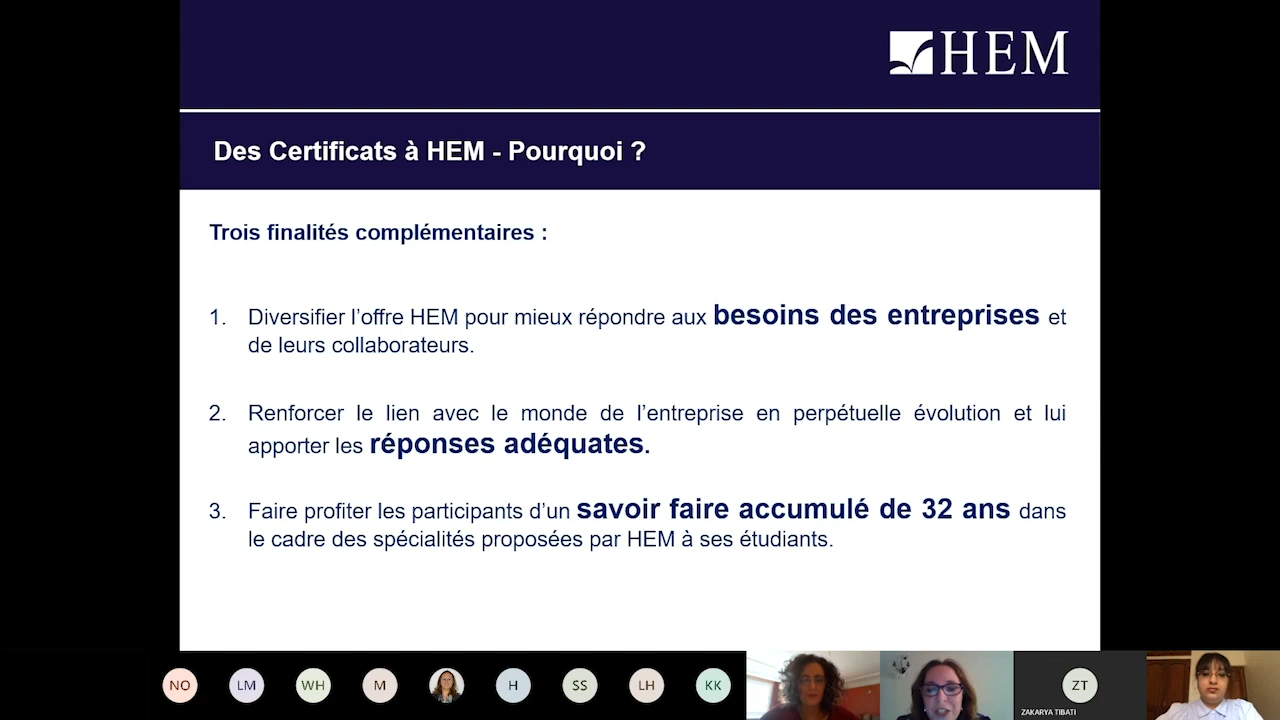 HEM
Des Certificats à HEM - Pourquoi ?
Trois finalités complémentaires :
1. Diversifier l’offre HEM pour mieux répondre aux besoins des entreprises et
de leurs collaborateurs.
2. Renforcer le lien avec le monde de l’entreprise en perpétuelle évolution et lui
apporter les réponses adéquates.
3. Faire profiter les participants d’un savoir faire accumulé de 32 ans dans
le cadre des spécialités proposées par HEM à ses étudiants.
NO LM WH M H SS LH KK ZT
ZAKARYA TIBATI